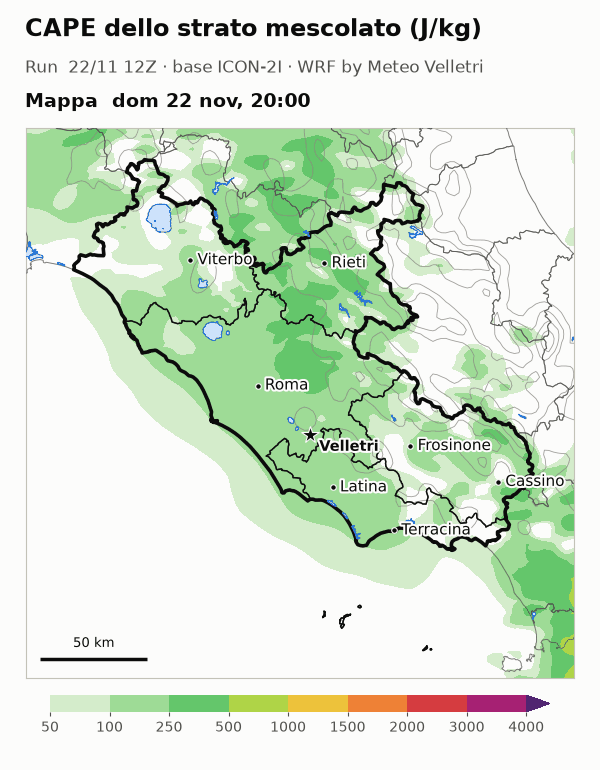 CAPE dello strato mescolato (J/kg)
Run 22/11 12Z · base ICON-2I · WRF by Meteo Velletri
Mappa dom 22 nov, 20:00
Viterbo
Rieti
Roma
Velletri
Frosinone
Cassino
Latina
Terracina
50 km
50 100 250 500 1000 1500 2000 3000 4000